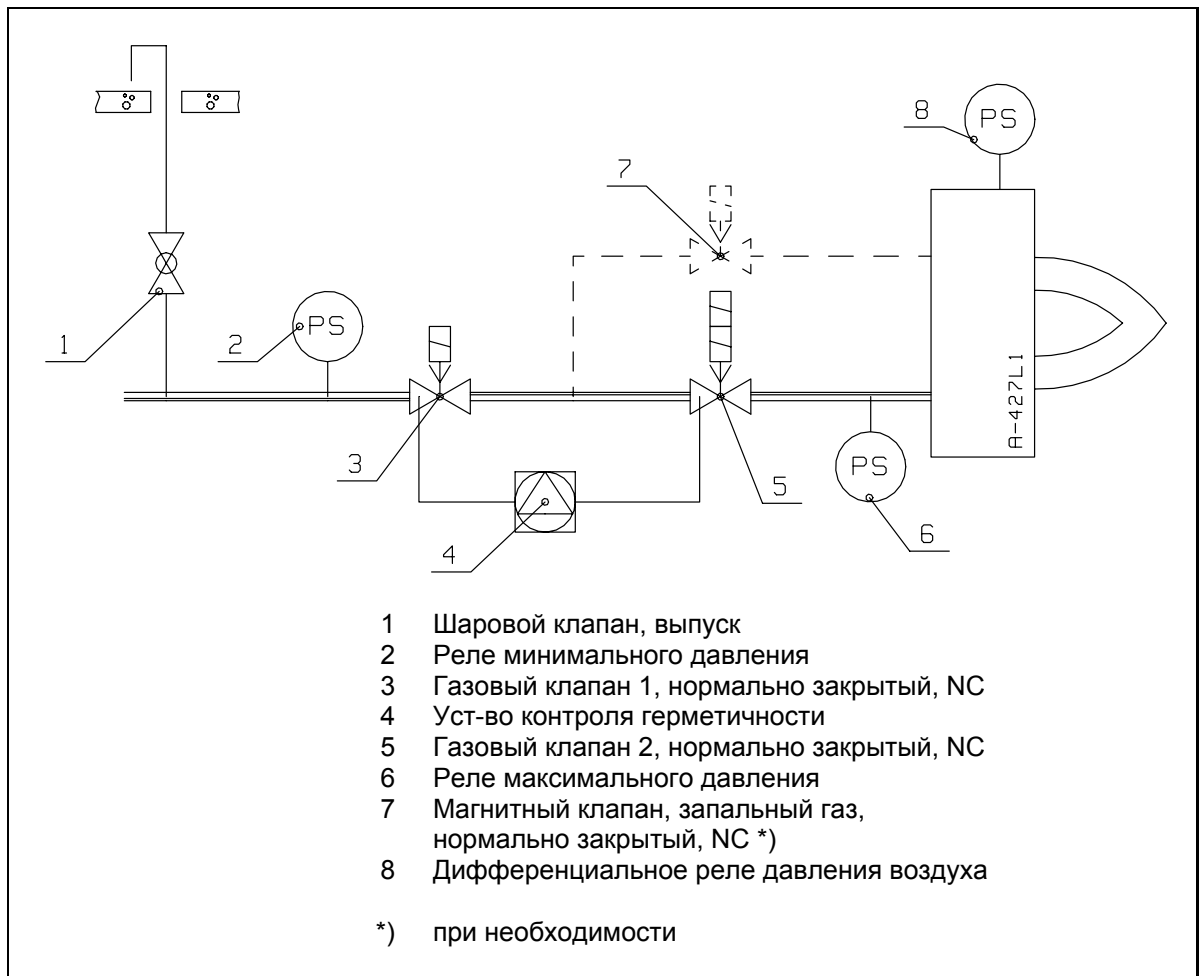 8
PS
7
1
2
PS
A-427L1
3
5
PS
4
6
1 Шаровой клапан, выпуск
2 Реле минимального давления
3 Газовый клапан 1, нормально закрытый, NC
4 Уст-во контроля герметичности
5 Газовый клапан 2, нормально закрытый, NC
6 Реле максимального давления
7 Магнитный клапан, запальный газ,
нормально закрытый, NC *)
8 Дифференциальное реле давления воздуха
*) при необходимости